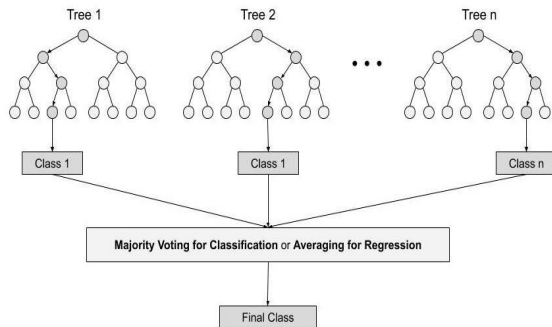 Tree 1
Tree 2
Tree n
Class 1
Class 1
Class n
Majority Voting for Classification or Averaging for Regression
Final Class